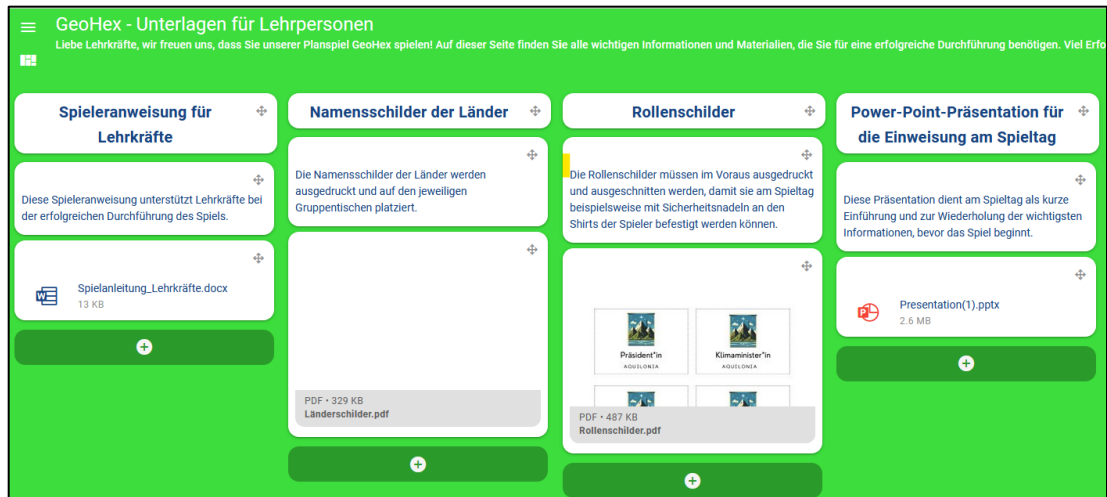 GeoHex - Unterlagen für Lehrpersonen
Liebe Lehrkräfte, wir freuen uns, dass Sie unserer Planspiel GeoHex spielen! Auf dieser Seite finden Sie alle wichtigen Informationen und Materialien, die Sie für eine erfolgreiche Durchführung benötigen. Viel Erfo
Spieleranweisung für
Lehrkräfte
Diese Spieleranweisung unterstützt Lehrkräfte bei
der erfolgreichen Durchführung des Spiels.
Spielanleitung_Lehrkräfte.docx
13 KB
Namensschilder der Länder
Die Namensschilder der Länder werden
ausgedruckt und auf den jeweiligen
Gruppentischen platziert.
PDF • 329 KB
Länderschilder.pdf
Rollenschilder
Die Rollenschilder müssen im Voraus ausgedruckt
und ausgeschnitten werden, damit sie am Spieltag
beispielsweise mit Sicherheitsnadeln an den
Shirts der Spieler befestigt werden können.
Präsident*in
AQUILONIA
Klimaminister*in
AQUILONIA
PDF • 487 KB
Rollenschilder.pdf
Power-Point-Präsentation für
die Einweisung am Spieltag
Diese Präsentation dient am Spieltag als kurze
Einführung und zur Wiederholung der wichtigsten
Informationen, bevor das Spiel beginnt.
Presentation(1).pptx
2.6 MB